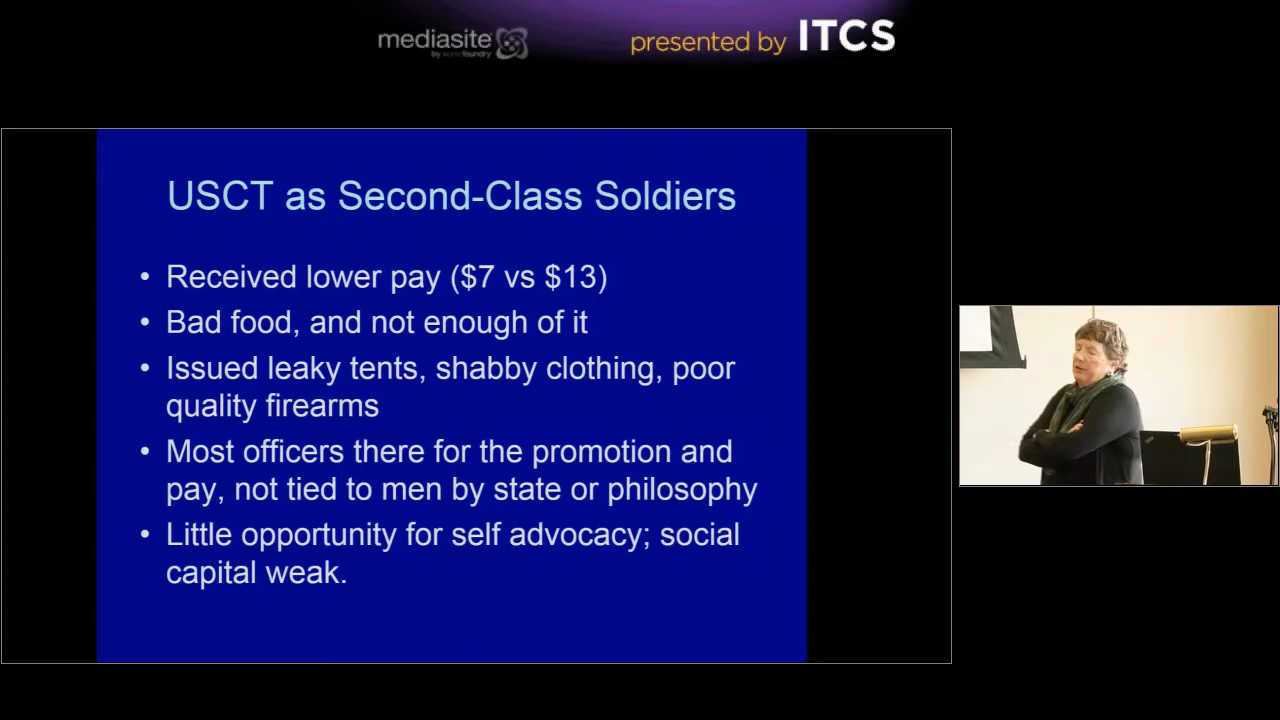 mediasite
by sonicfoundry
presented by ITCS
USCT as Second-Class Soldiers
• Received lower pay ($7 vs $13)
• Bad food, and not enough of it
• Issued leaky tents, shabby clothing, poor
quality firearms
• Most officers there for the promotion and
pay, not tied to men by state or philosophy
• Little opportunity for self advocacy; social
capital weak.